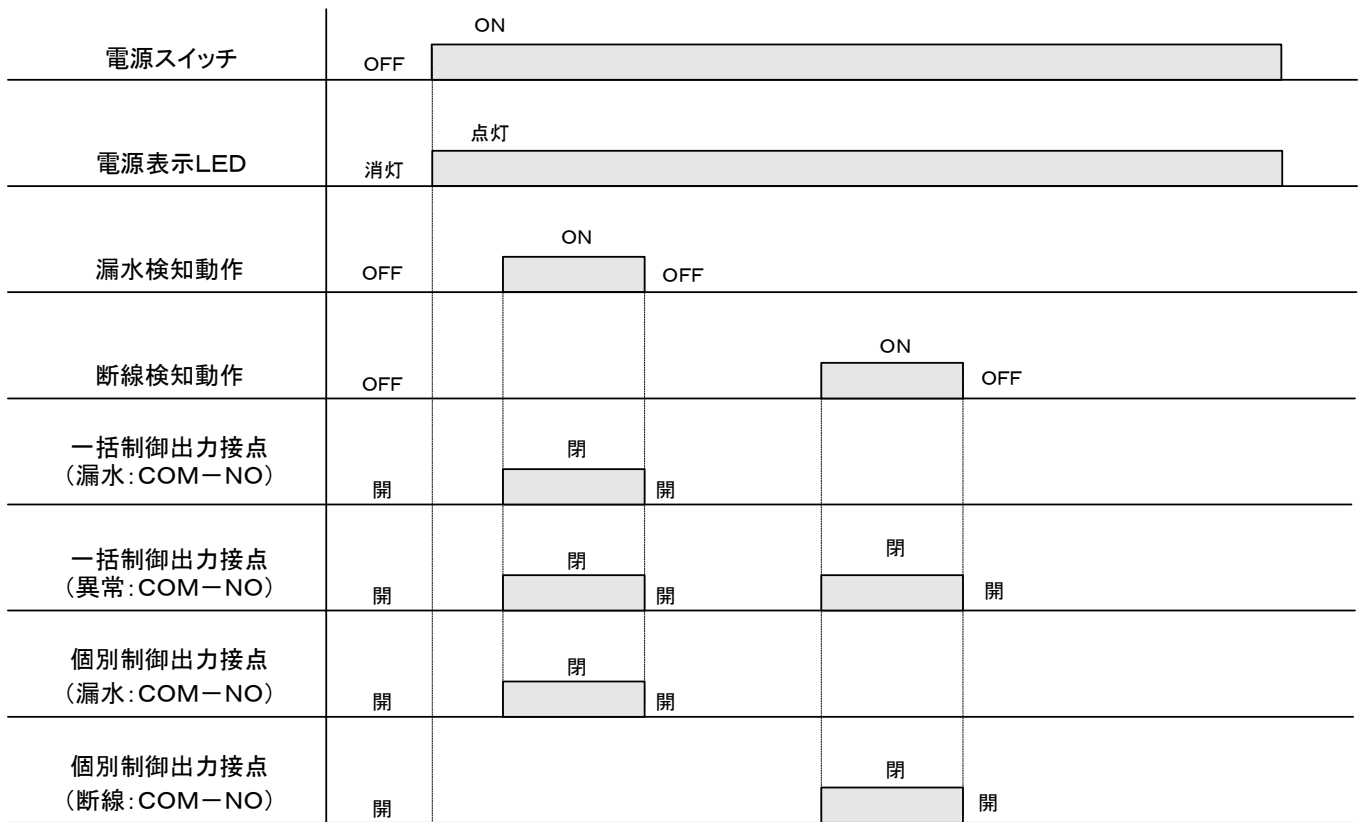 ON
電源スイッチ
OFF
点灯
電源表示LED
消灯
ON
漏水検知動作
OFF
OFF
ON
断線検知動作
OFF
OFF
一括制御出力接点
(漏水:COM-NO)
閉
開
開
一括制御出力接点
(異常:COM-NO)
閉
閉
開
開
開
個別制御出力接点
(漏水:COM-NO)
閉
開
開
個別制御出力接点
(断線:COM-NO)
閉
開
開